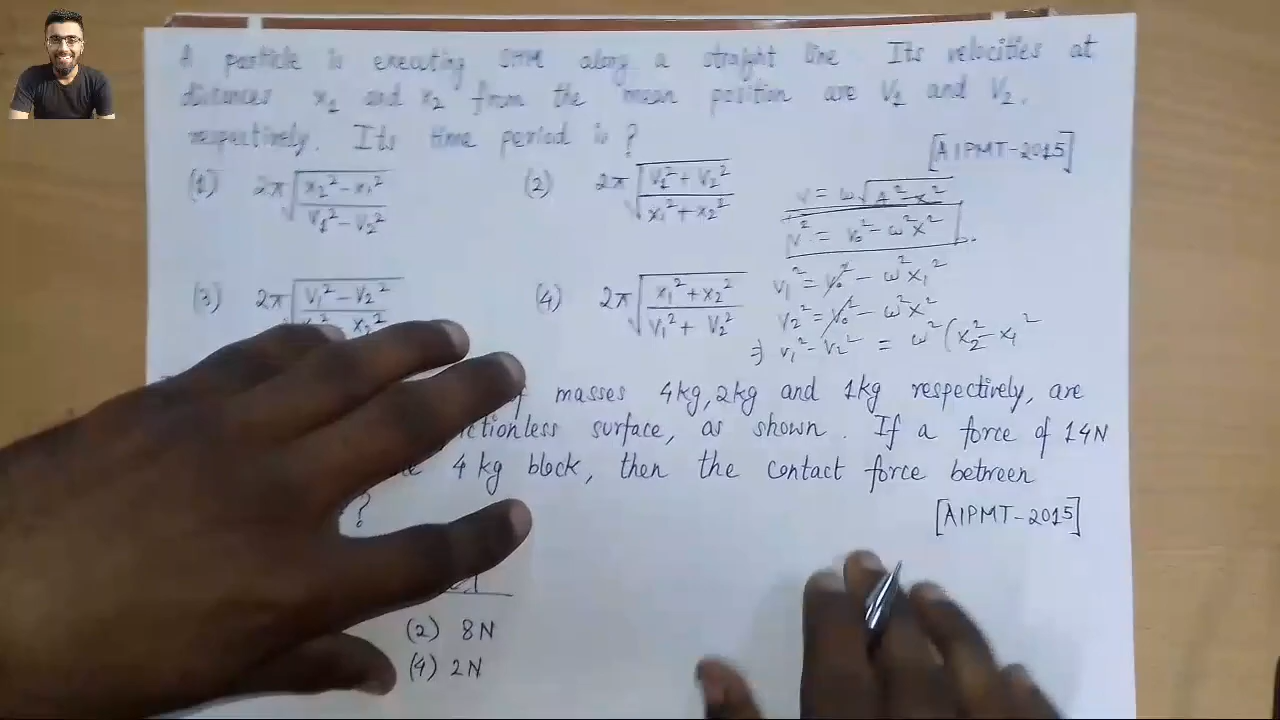 A particle is executing SHM along a straight line Its velocities at
distances x1 and x2 from the mean position are V1 and V2,
respectively. Its time period is ?
[AIPMT-2015]
(1) 2π√((x2² - x1²)/(V1² - V2²))
(2) 2π√((V1² + V2²)/(x1² + x2²))
V = ω√(A² - x²)
V² = V0² - ω²x²
(3) 2π√((V1² - V2²)/(x1² - x2²))
(4) 2π√((x1² + x2²)/(V1² + V2²))
V1² = V0² - ω²x1²
V2² = V0² - ω²x²
⇒ V1² - V2² = ω²(x2² - x1²
masses 4kg, 2kg and 1kg respectively, are
surface, as shown. If a force of 14N
4 kg block, then the contact force between
?
[AIPMT-2015]
(2) 8N
(4) 2N